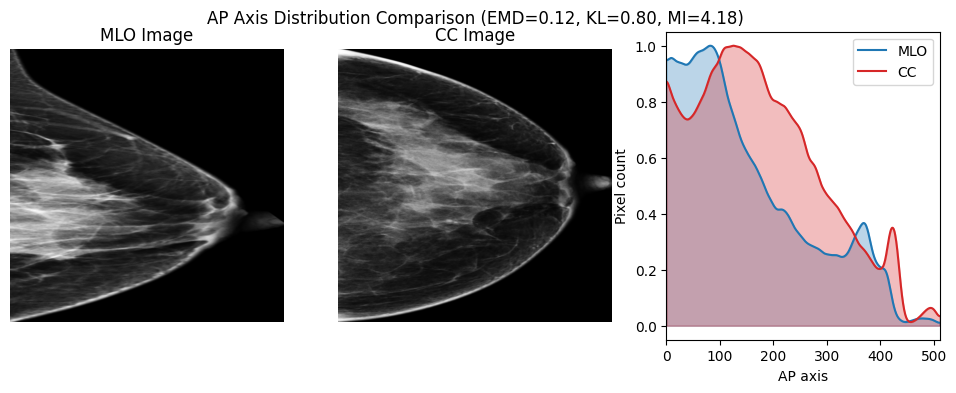 AP Axis Distribution Comparison (EMD=0.12, KL=0.80, MI=4.18)
MLO Image
CC Image
MLO
CC
Pixel count
1.0
0.8
0.6
0.4
0.2
0.0
0 100 200 300 400 500
AP axis